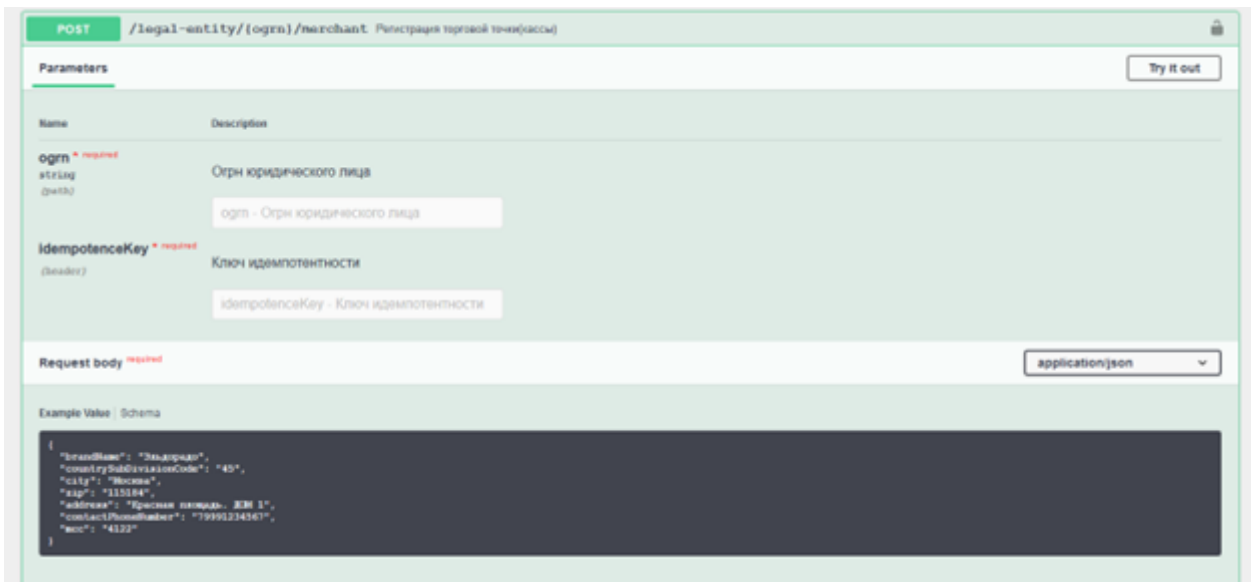 POST /legal-entity/{ogrn}/merchant Регистрация торговой точки(кассы)
Parameters
Try it out
Name Description
ogrn * required
string
(path)
Огрн юридического лица
ogrn - Огрн юридического лица
idempotenceKey * required
(header)
Ключ идемпотентности
idempotenceKey - Ключ идемпотентности
Request body required
application/json
Example Value | Schema
{
"brandName": "Эльдорадо",
"countrySubDivisionCode": "45",
"city": "Москва",
"zip": "115184",
"address": "Красная площадь. ДОМ 1",
"contactPhoneNumber": "79991234567",
"mcc": "4122"
}